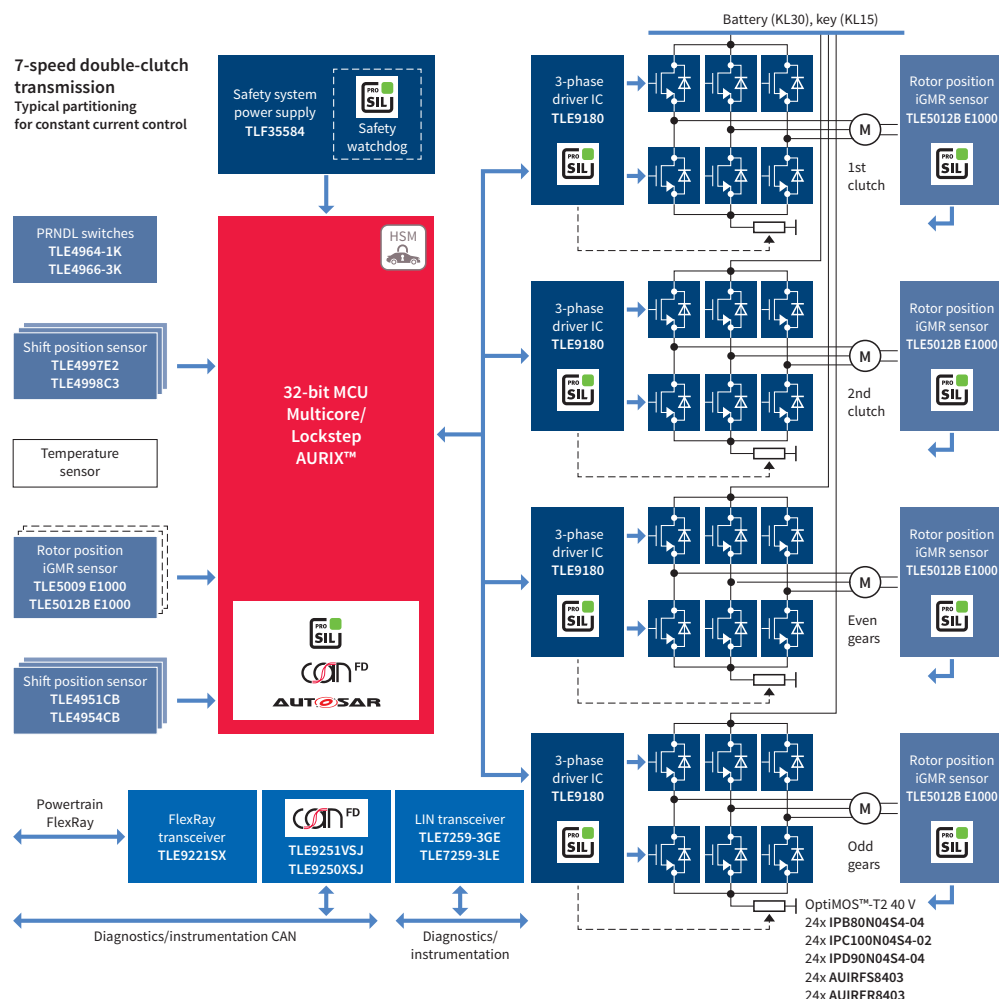 Battery (KL30), key (KL15)
7-speed double-clutch
transmission
Typical partitioning
for constant current control
Safety system
power supply
TLF35584
PRO
SIL
Safety
watchdog
3-phase
driver IC
TLE9180
PRO
SIL
M
1st
clutch
Rotor position
iGMR sensor
TLE5012B E1000
PRO
SIL
PRNDL switches
TLE4964-1K
TLE4966-3K
HSM
Shift position sensor
TLE4997E2
TLE4998C3
32-bit MCU
Multicore/
Lockstep
AURIX™
3-phase
driver IC
TLE9180
PRO
SIL
M
2nd
clutch
Rotor position
iGMR sensor
TLE5012B E1000
PRO
SIL
Temperature
sensor
Rotor position
iGMR sensor
TLE5009 E1000
TLE5012B E1000
3-phase
driver IC
TLE9180
PRO
SIL
M
Even
gears
Rotor position
iGMR sensor
TLE5012B E1000
PRO
SIL
PRO
SIL
CAN FD
AUTOSAR
Shift position sensor
TLE4951CB
TLE4954CB
3-phase
driver IC
TLE9180
PRO
SIL
M
Odd
gears
Rotor position
iGMR sensor
TLE5012B E1000
PRO
SIL
Powertrain
FlexRay
FlexRay
transceiver
TLE9221SX
CAN FD
TLE9251VSJ
TLE9250XSJ
LIN transceiver
TLE7259-3GE
TLE7259-3LE
Diagnostics/instrumentation CAN
Diagnostics/
instrumentation
OptiMOS™-T2 40 V
24x IPB80N04S4-04
24x IPC100N04S4-02
24x IPD90N04S4-04
24x AUIRFS8403
24x AUIRFR8403